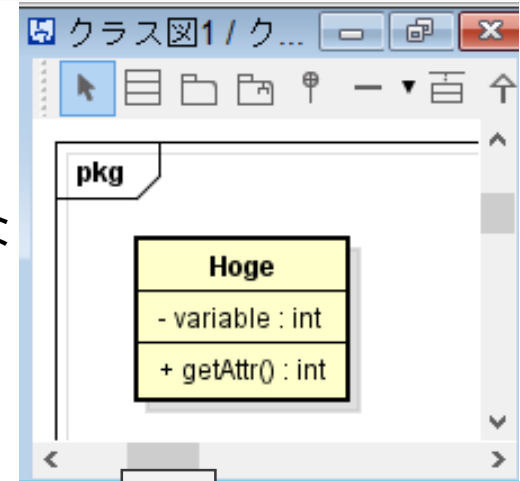 クラス図1 / ク...
pkg
Hoge
- variable : int
+ getAttr() : int